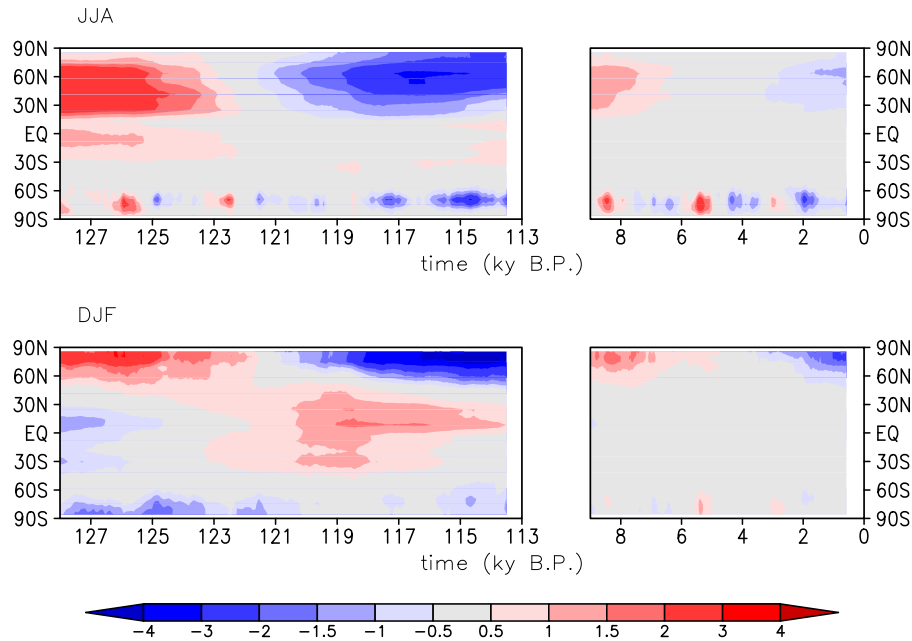 JJA
90N 90N
60N 60N
30N 30N
EQ EQ
30S 30S
60S 60S
90S 90S
127 125 123 121 119 117 116 115 113 8 6 4 2 0
time (ky B.P.)
DJF
90N 90N
60N 60N
30N 30N
EQ EQ
30S 30S
60S 60S
90S 90S
127 125 123 121 119 116 115 113 8 6 4 2 0
time (ky B.P.)
-4 -3 -2 -1.5 -1 -0.5 0.5 1 1.5 2 3 4